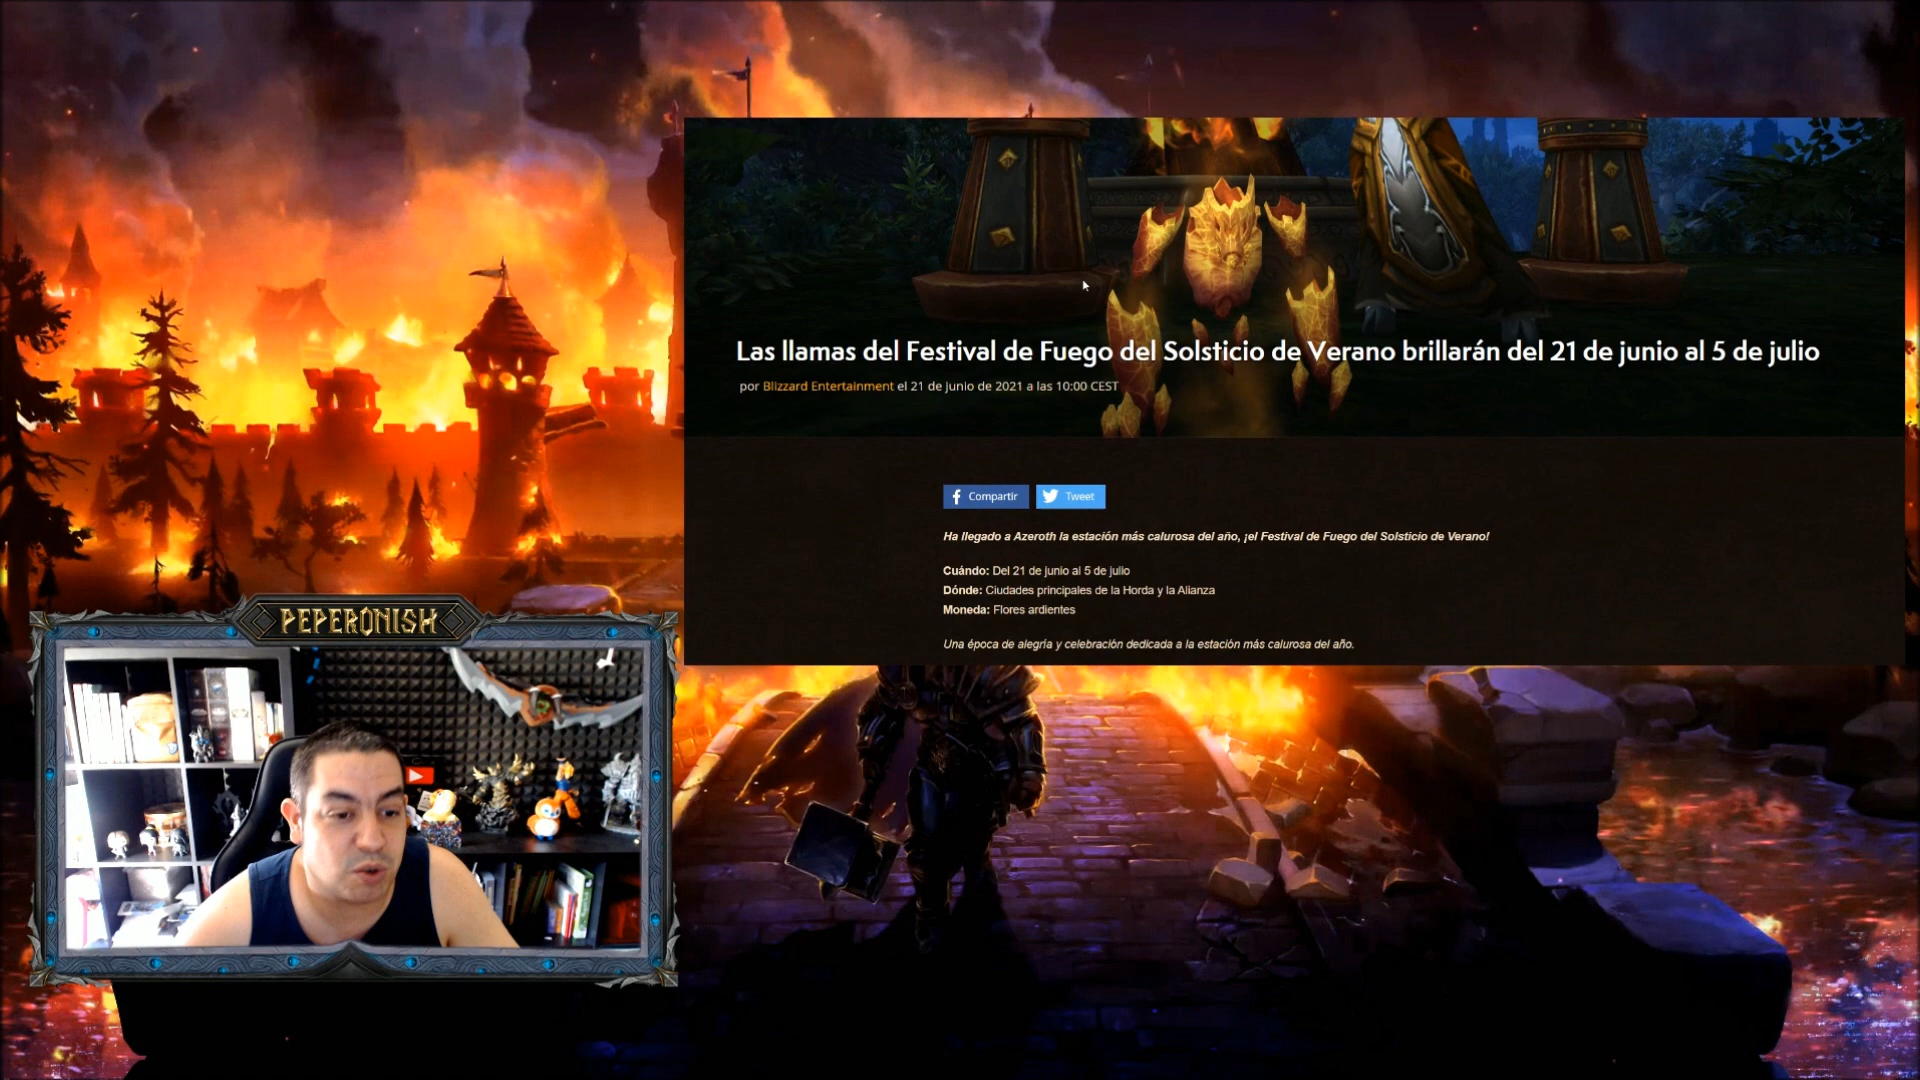 Las llamas del Festival de Fuego del Solsticio de Verano brillarán del 21 de junio al 5 de julio
por Blizzard Entertainment el 21 de junio de 2021 a las 10:00 CEST
Compartir Tweet
Ha llegado a Azeroth la estación más calurosa del año, ¡el Festival de Fuego del Solsticio de Verano!
Cuándo: Del 21 de junio al 5 de julio
Dónde: Ciudades principales de la Horda y la Alianza
Moneda: Flores ardientes
Una época de alegría y celebración dedicada a la estación más calurosa del año.
PEPERONISH